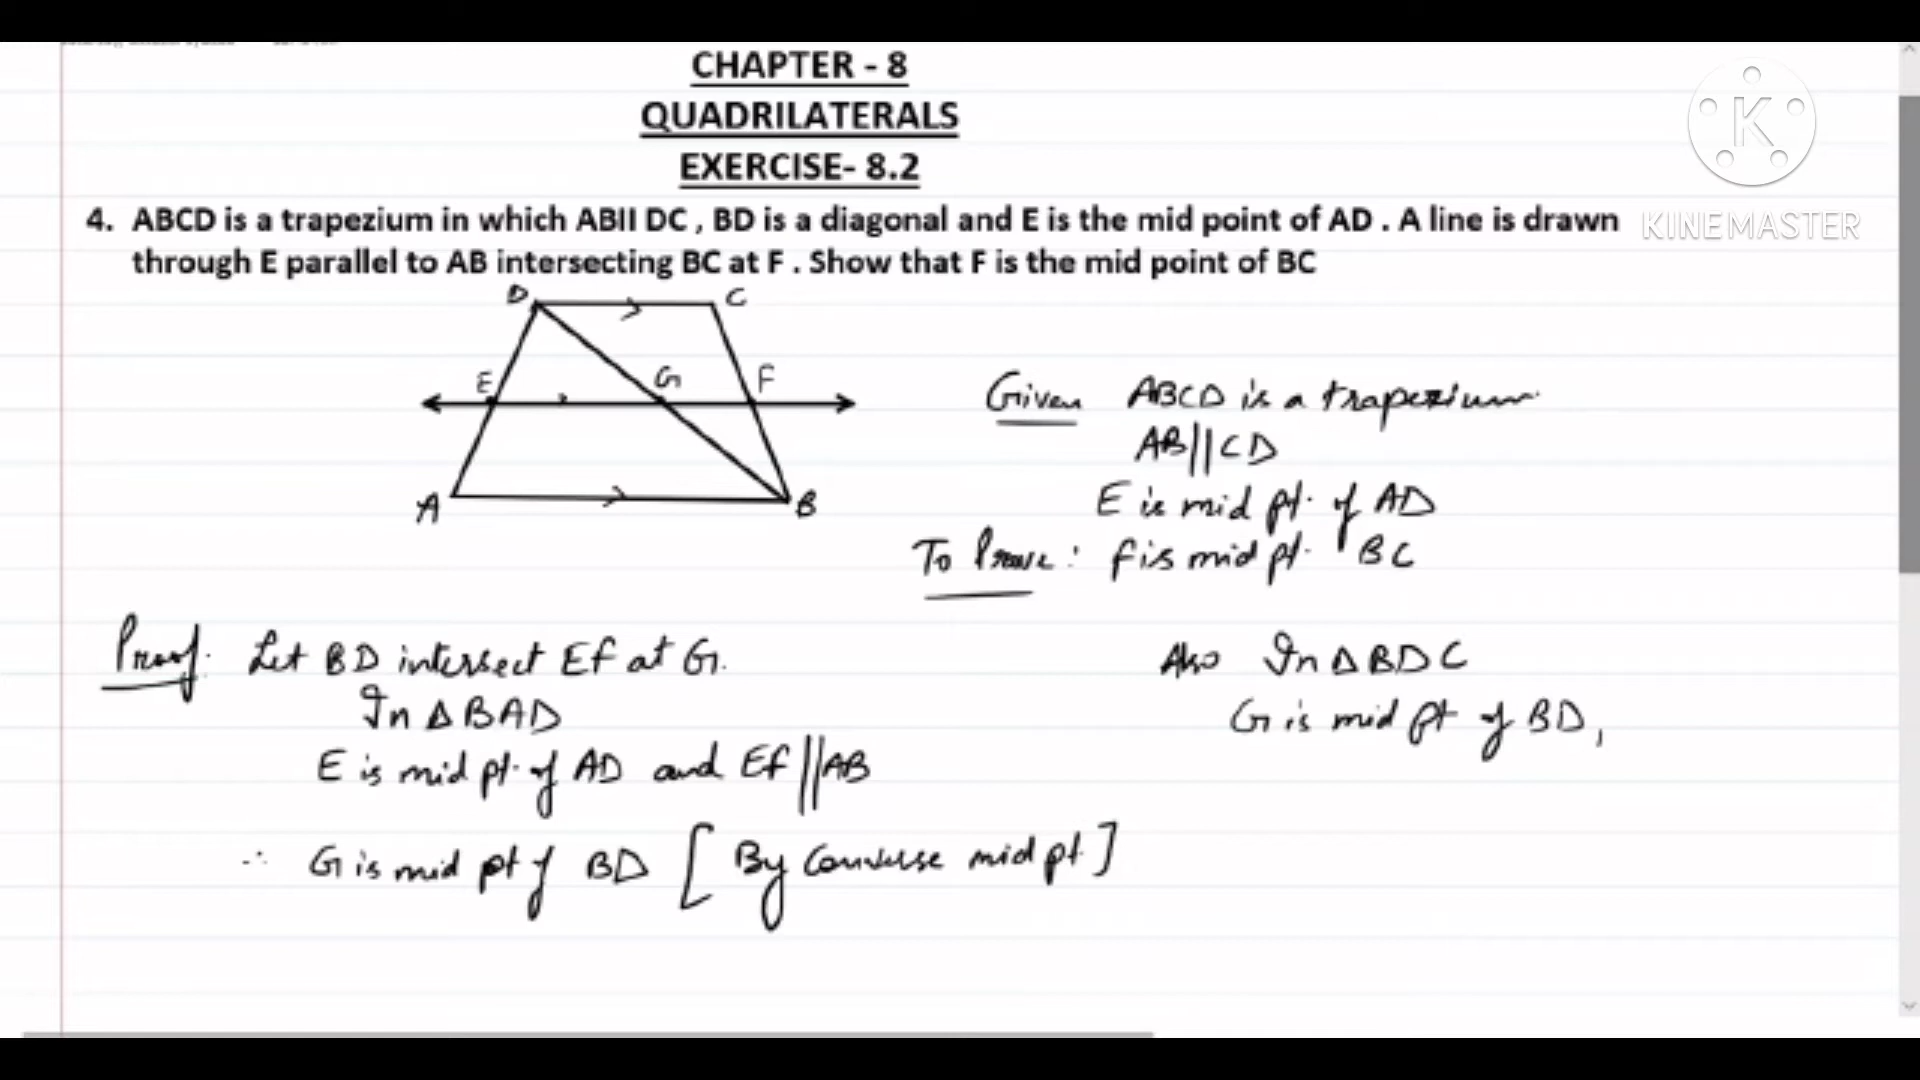 CHAPTER - 8
QUADRILATERALS
EXERCISE- 8.2
K
KINEMASTER
4. ABCD is a trapezium in which ABII DC , BD is a diagonal and E is the mid point of AD . A line is drawn
through E parallel to AB intersecting BC at F . Show that F is the mid point of BC
D C
E G F
A B
Given ABCD is a trapezium
AB||CD
E is mid pt. of AD
To Prove: F is mid pt. BC
Proof: Let BD intersect EF at G.
In Δ BAD
E is mid pt. of AD and EF || AB
∴ G is mid pt of BD [ By Converse mid pt ]
Also In Δ BDC
G is mid pt of BD,